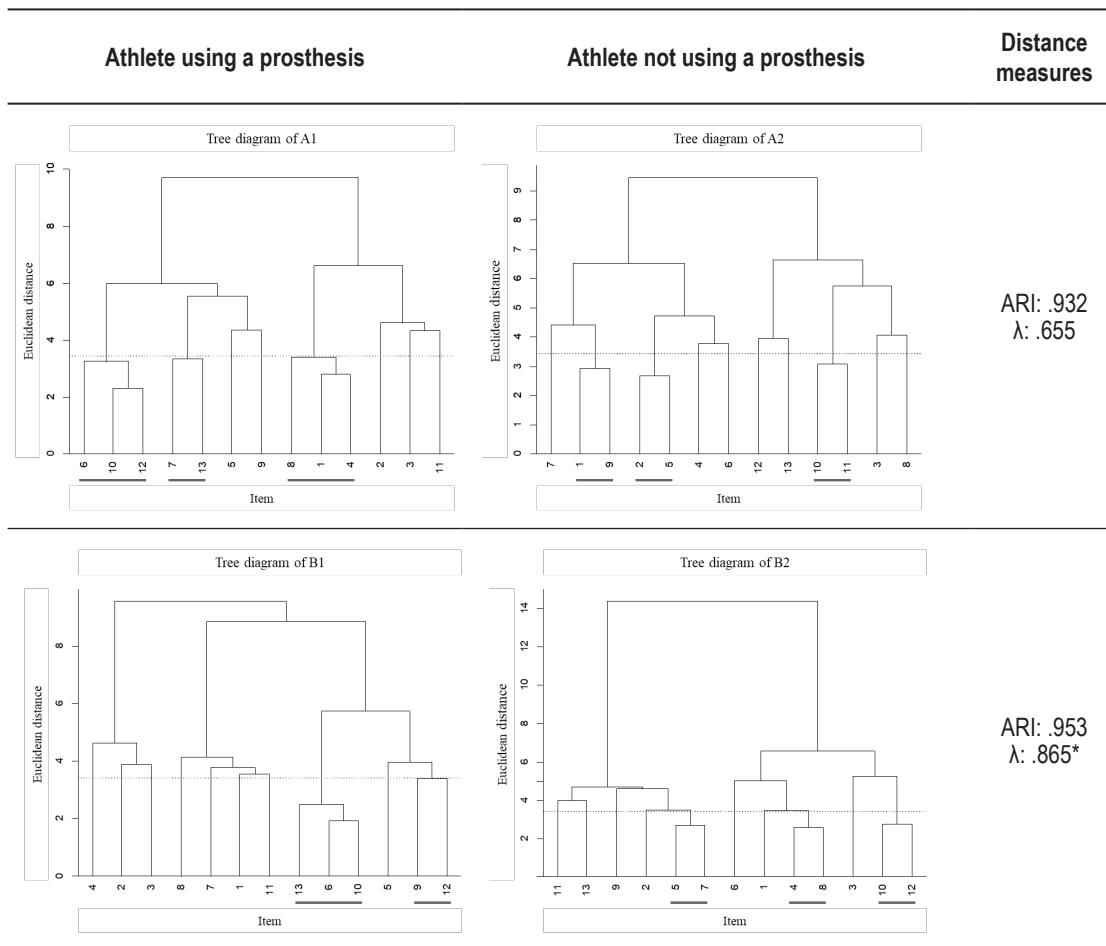 Athlete using a prosthesis
Athlete not using a prosthesis
Distance
measures
Tree diagram of A1
Euclidean distance
10
8
6
4
2
0
6 10 12 7 13 5 9 8 1 4 2 3 11
Item
Tree diagram of A2
Euclidean distance
9
8
7
6
5
4
3
2
1
0
7 1 9 2 5 4 6 12 13 10 11 3 8
Item
ARI: .932
λ: .655
Tree diagram of B1
Euclidean distance
8
6
4
2
0
4 2 3 8 7 1 11 13 6 10 5 9 12
Item
Tree diagram of B2
Euclidean distance
14
12
10
8
6
4
2
11 13 9 2 5 7 6 1 4 8 3 10 12
Item
ARI: .953
λ: .865*